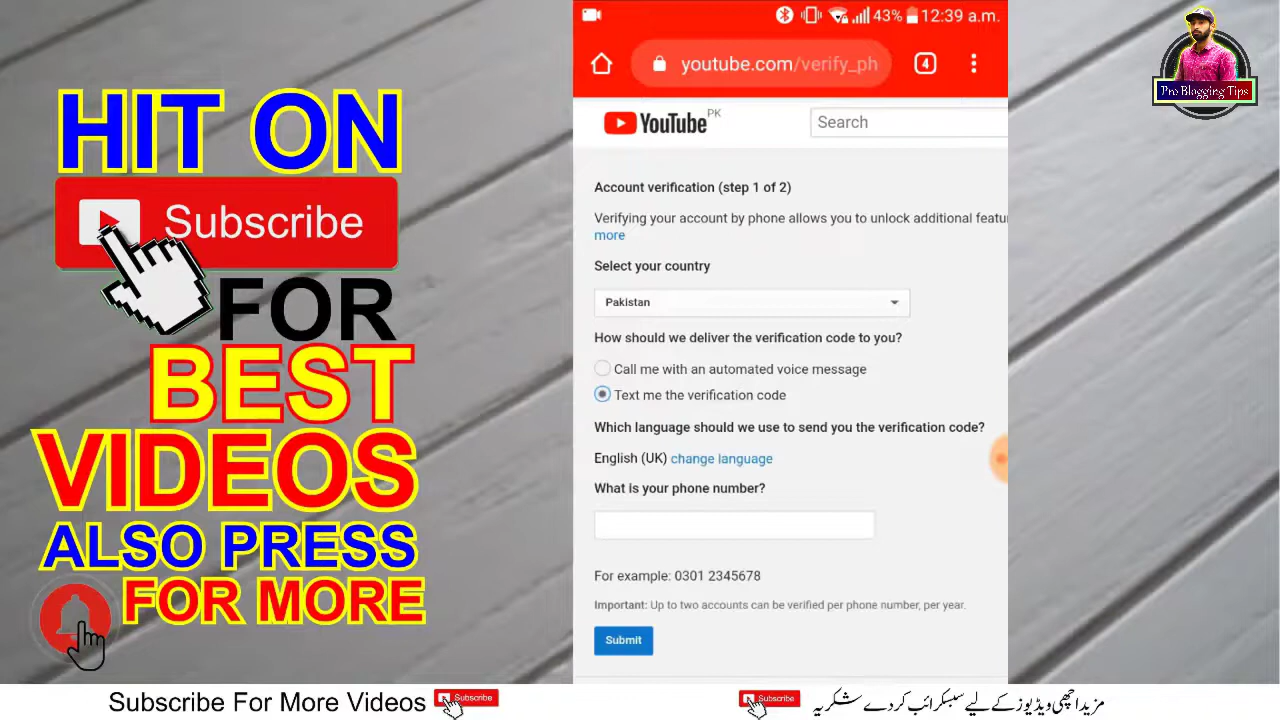 HIT ON
Subscribe
FOR
BEST
VIDEOS
ALSO PRESS
FOR MORE
43% 12:39 a.m.
youtube.com/verify_ph
4
YouTube PK
Search
Account verification (step 1 of 2)
Verifying your account by phone allows you to unlock additional featu
more
Select your country
Pakistan
How should we deliver the verification code to you?
Call me with an automated voice message
Text me the verification code
Which language should we use to send you the verification code?
English (UK) change language
What is your phone number?
For example: 0301 2345678
Important: Up to two accounts can be verified per phone number, per year.
Submit
Pro Blogging Tips
Subscribe For More Videos Subscribe
Subscribe مزید اچھی ویڈیوز کے لیے سبسکرائب کر دے شکریہ